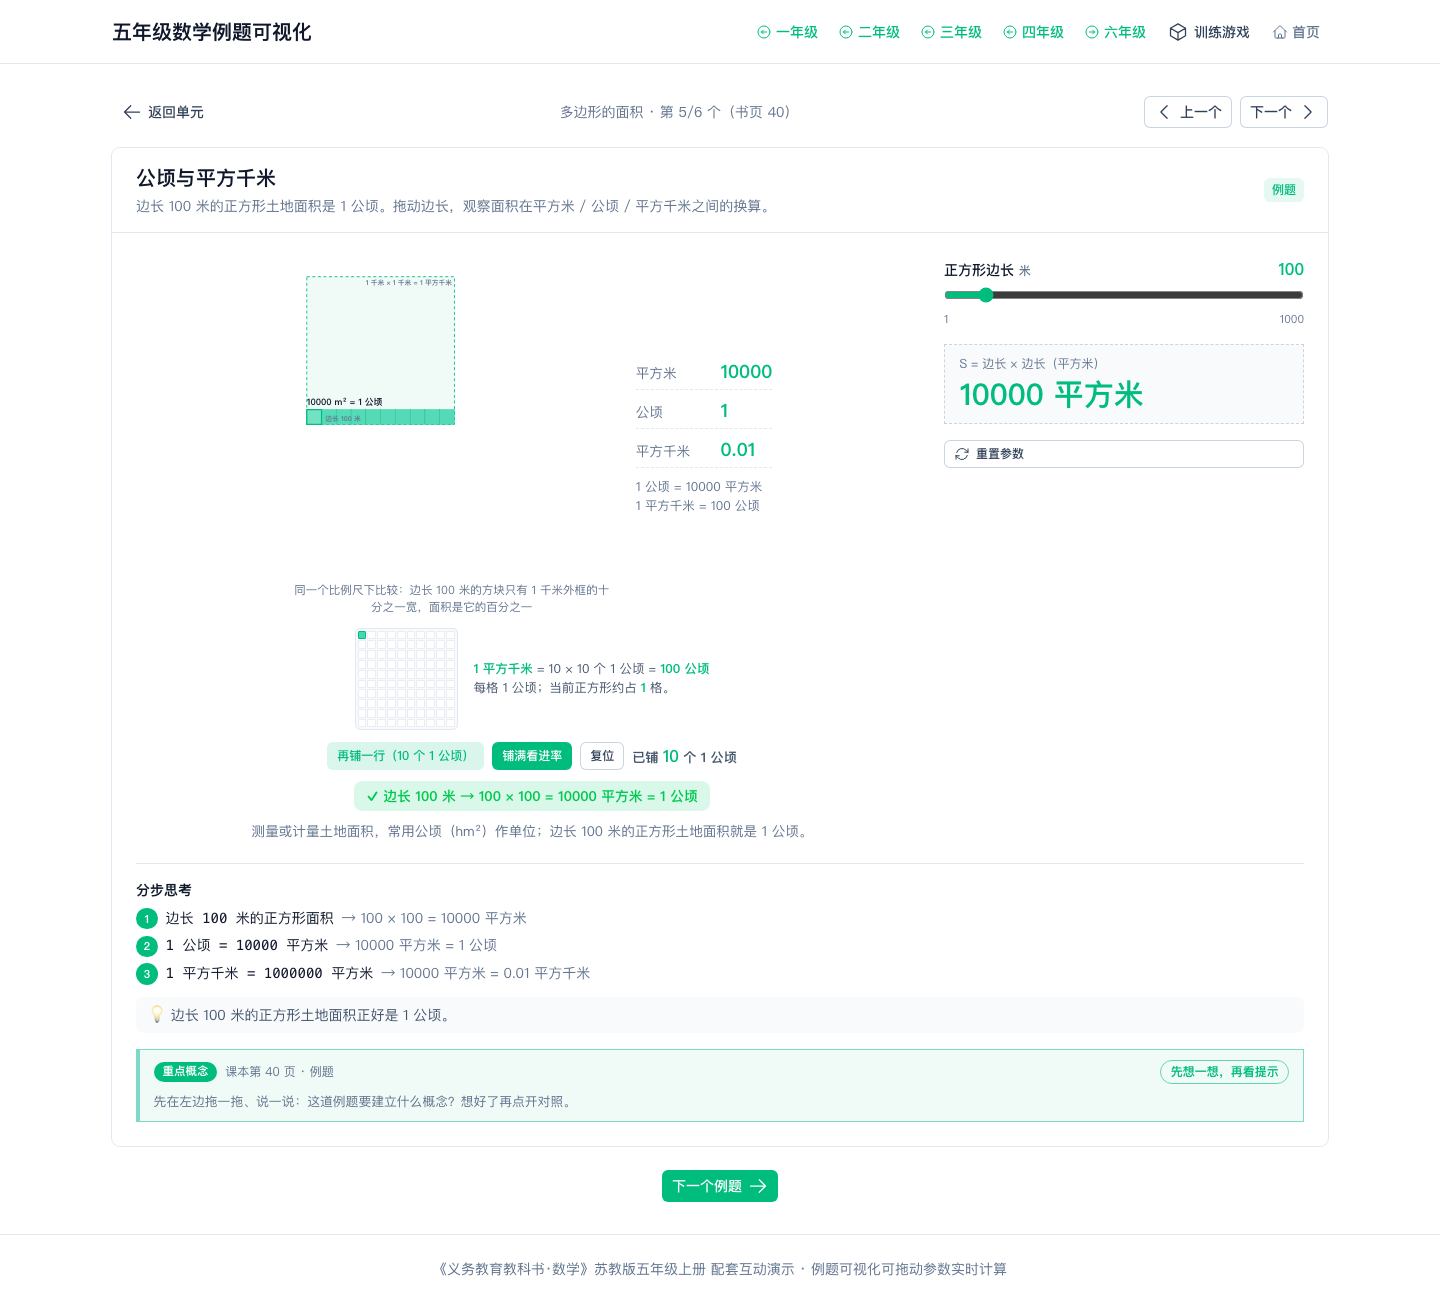 五年级数学例题可视化
一年级 二年级 三年级 四年级 六年级 训练游戏 首页
返回单元
多边形的面积 · 第 5/6 个（书页 40）
上一个 下一个
公顷与平方千米
边长 100 米的正方形土地面积是 1 公顷。拖动边长，观察面积在平方米 / 公顷 / 平方千米之间的换算。
例题
1 千米 × 1 千米 = 1 平方千米
10000 m² = 1 公顷
边长 100 米
平方米 10000
公顷 1
平方千米 0.01
1 公顷 = 10000 平方米
1 平方千米 = 100 公顷
正方形边长 米 100
1 1000
S = 边长 × 边长（平方米）
10000 平方米
重置参数
同一个比例尺下比较：边长 100 米的方块只有 1 千米外框的十
分之一宽，面积是它的百分之一
1 平方千米 = 10 × 10 个 1 公顷 = 100 公顷
每格 1 公顷；当前正方形约占 1 格。
再铺一行（10 个 1 公顷） 铺满看进率 复位 已铺 10 个 1 公顷
✓ 边长 100 米 → 100 × 100 = 10000 平方米 = 1 公顷
测量或计量土地面积，常用公顷（hm²）作单位；边长 100 米的正方形土地面积就是 1 公顷。
分步思考
1 边长 100 米的正方形面积 → 100 × 100 = 10000 平方米
2 1 公顷 = 10000 平方米 → 10000 平方米 = 1 公顷
3 1 平方千米 = 1000000 平方米 → 10000 平方米 = 0.01 平方千米
💡 边长 100 米的正方形土地面积正好是 1 公顷。
重点概念 课本第 40 页 · 例题
先想一想，再看提示
先在左边拖一拖、说一说：这道例题要建立什么概念？想好了再点开对照。
下一个例题 →
《义务教育教科书·数学》苏教版五年级上册 配套互动演示 · 例题可视化可拖动参数实时计算